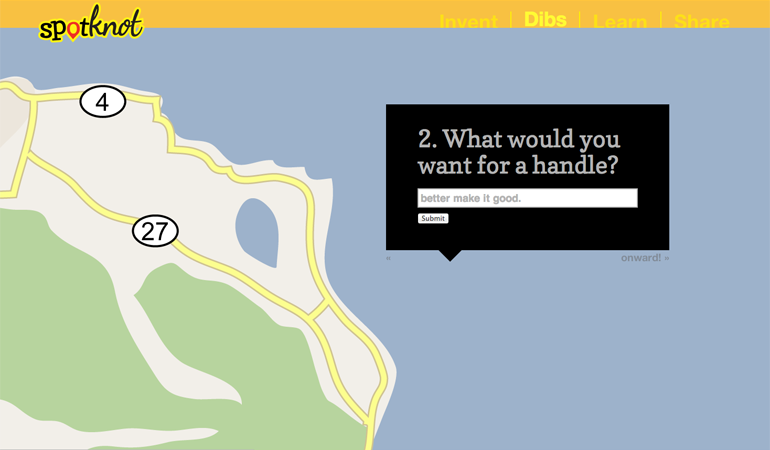 spotknot
Invent | Dibs | Learn | Share
4
2. What would you
want for a handle?
better make it good.
Submit
27
« onward! »